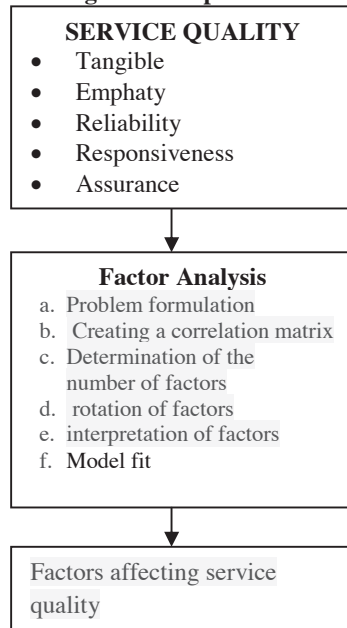 SERVICE QUALITY
• Tangible
• Emphaty
• Reliability
• Responsiveness
• Assurance
Factor Analysis
a. Problem formulation
b. Creating a correlation matrix
c. Determination of the
number of factors
d. rotation of factors
e. interpretation of factors
f. Model fit
Factors affecting service
quality